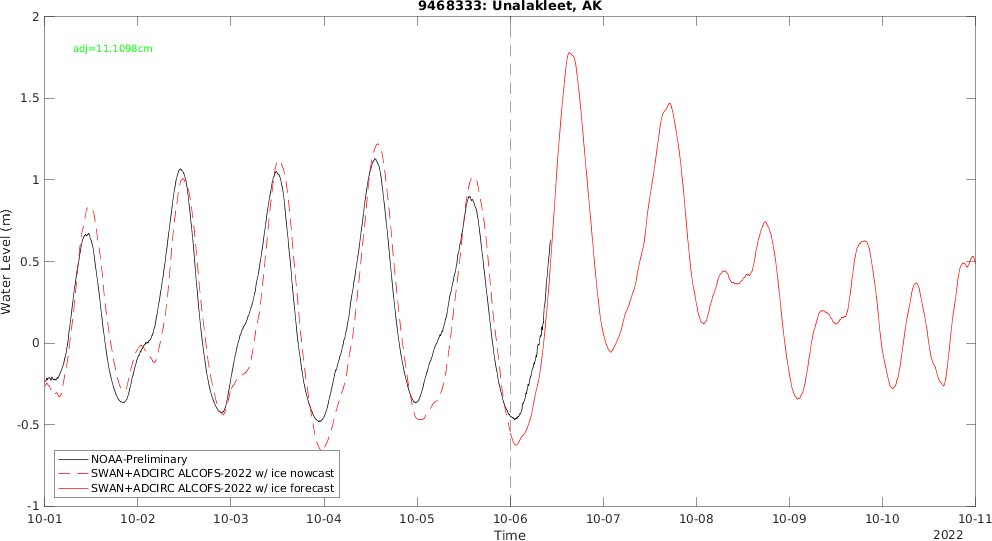 9468333: Unalakleet, AK
adj=11.1098cm
Water Level (m)
2
1.5
1
0.5
0
-0.5
-1
NOAA-Preliminary
SWAN+ADCIRC ALCOFS-2022 w/ ice nowcast
SWAN+ADCIRC ALCOFS-2022 w/ ice forecast
10-01 10-02 10-03 10-04 10-05 10-06 10-07 10-08 10-09 10-10 10-11
Time
2022